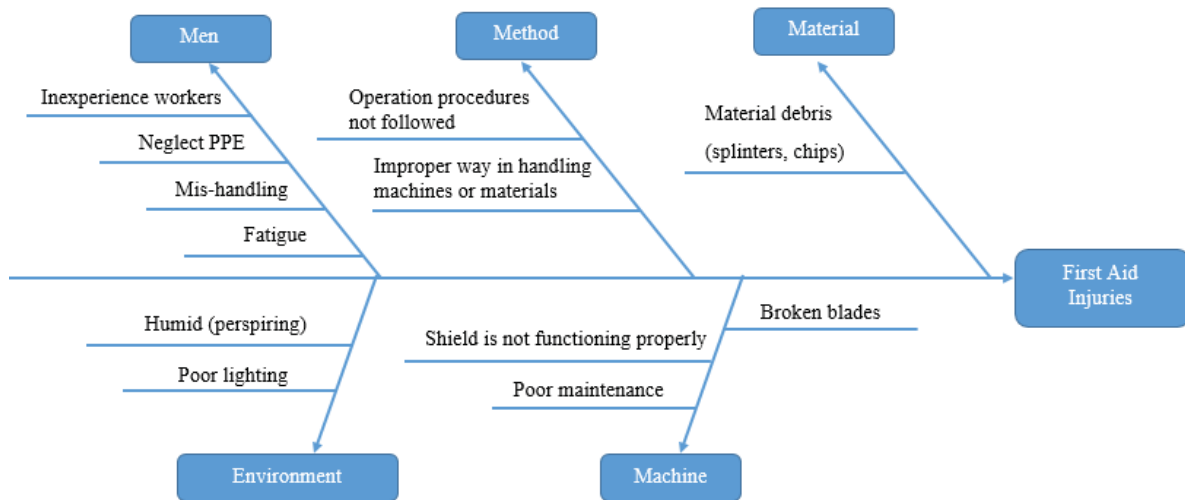 Men
Method
Material
Inexperience workers
Neglect PPE
Mis-handling
Fatigue
Operation procedures
not followed
Improper way in handling
machines or materials
Material debris
(splinters, chips)
First Aid
Injuries
Humid (perspiring)
Poor lighting
Broken blades
Shield is not functioning properly
Poor maintenance
Environment
Machine